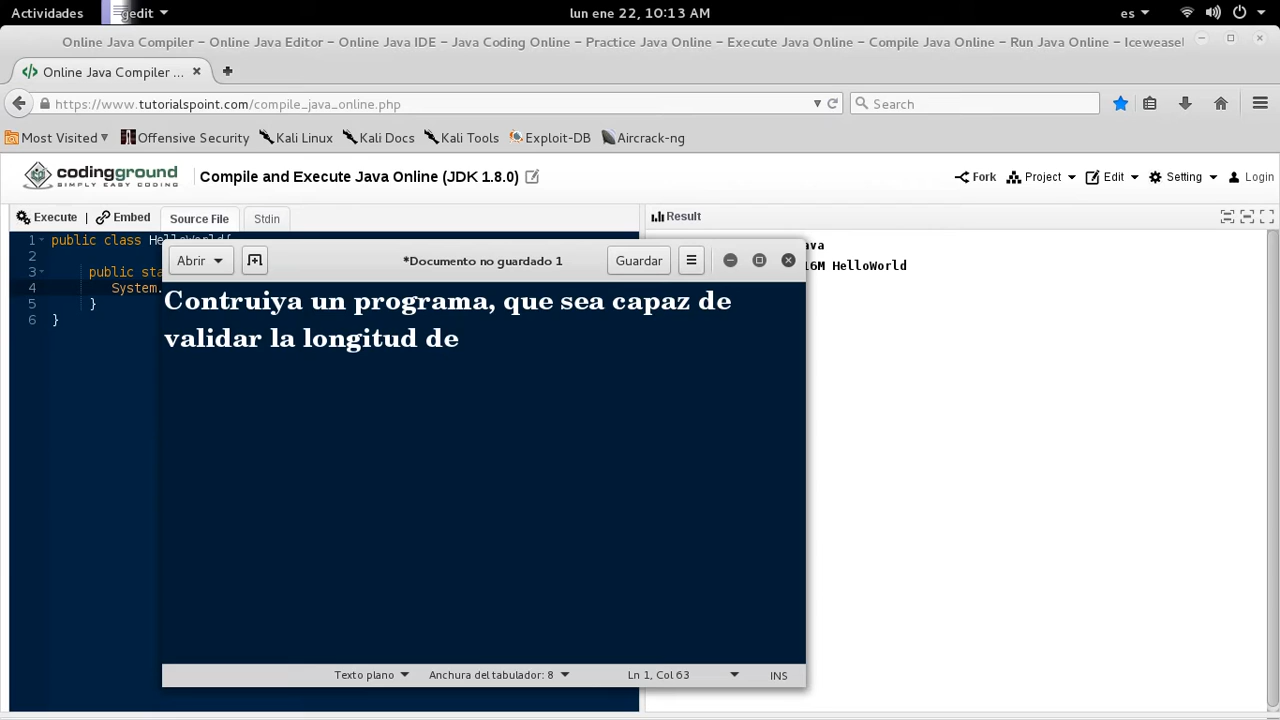 Actividades gedit lun ene 22, 10:13 AM es
Online Java Compiler – Online Java Editor – Online Java IDE – Java Coding Online – Practice Java Online – Execute Java Online – Compile Java Online – Run Java Online – Iceweasel
Online Java Compiler ...
https://www.tutorialspoint.com/compile_java_online.php Search
Most Visited Offensive Security Kali Linux Kali Docs Kali Tools Exploit-DB Aircrack-ng
codingground Compile and Execute Java Online (JDK 1.8.0) Fork Project Edit Setting Login
SIMPLY EASY CODING
Execute | Embed Source File Stdin Result
1 public class HelloWorld{
2
3 public sta
4 System.
5 }
6 }
ava
16M HelloWorld
Abrir *Documento no guardado 1 Guardar
Contruiya un programa, que sea capaz de
validar la longitud de
Texto plano Anchura del tabulador: 8 Ln 1, Col 63 INS